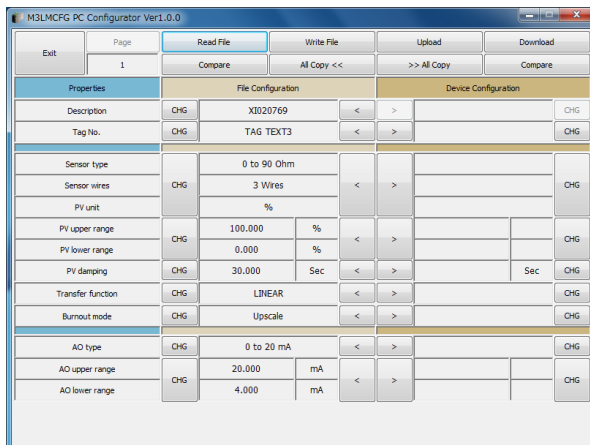 M3LMCFG PC Configurator Ver1.0.0
Exit Page Read File Write File Upload Download
1 Compare All Copy << >> All Copy Compare
Properties File Configuration Device Configuration
Description CHG XI020769 < > CHG
Tag No. CHG TAG TEXT3 < > CHG
Sensor type 0 to 90 Ohm
Sensor wires CHG 3 Wires < > CHG
PV unit %
PV upper range CHG 100.000 % < > CHG
PV lower range 0.000 %
PV damping CHG 30.000 Sec < > Sec CHG
Transfer function CHG LINEAR < > CHG
Burnout mode CHG Upscale < > CHG
AO type CHG 0 to 20 mA < > CHG
AO upper range CHG 20.000 mA < > CHG
AO lower range 4.000 mA